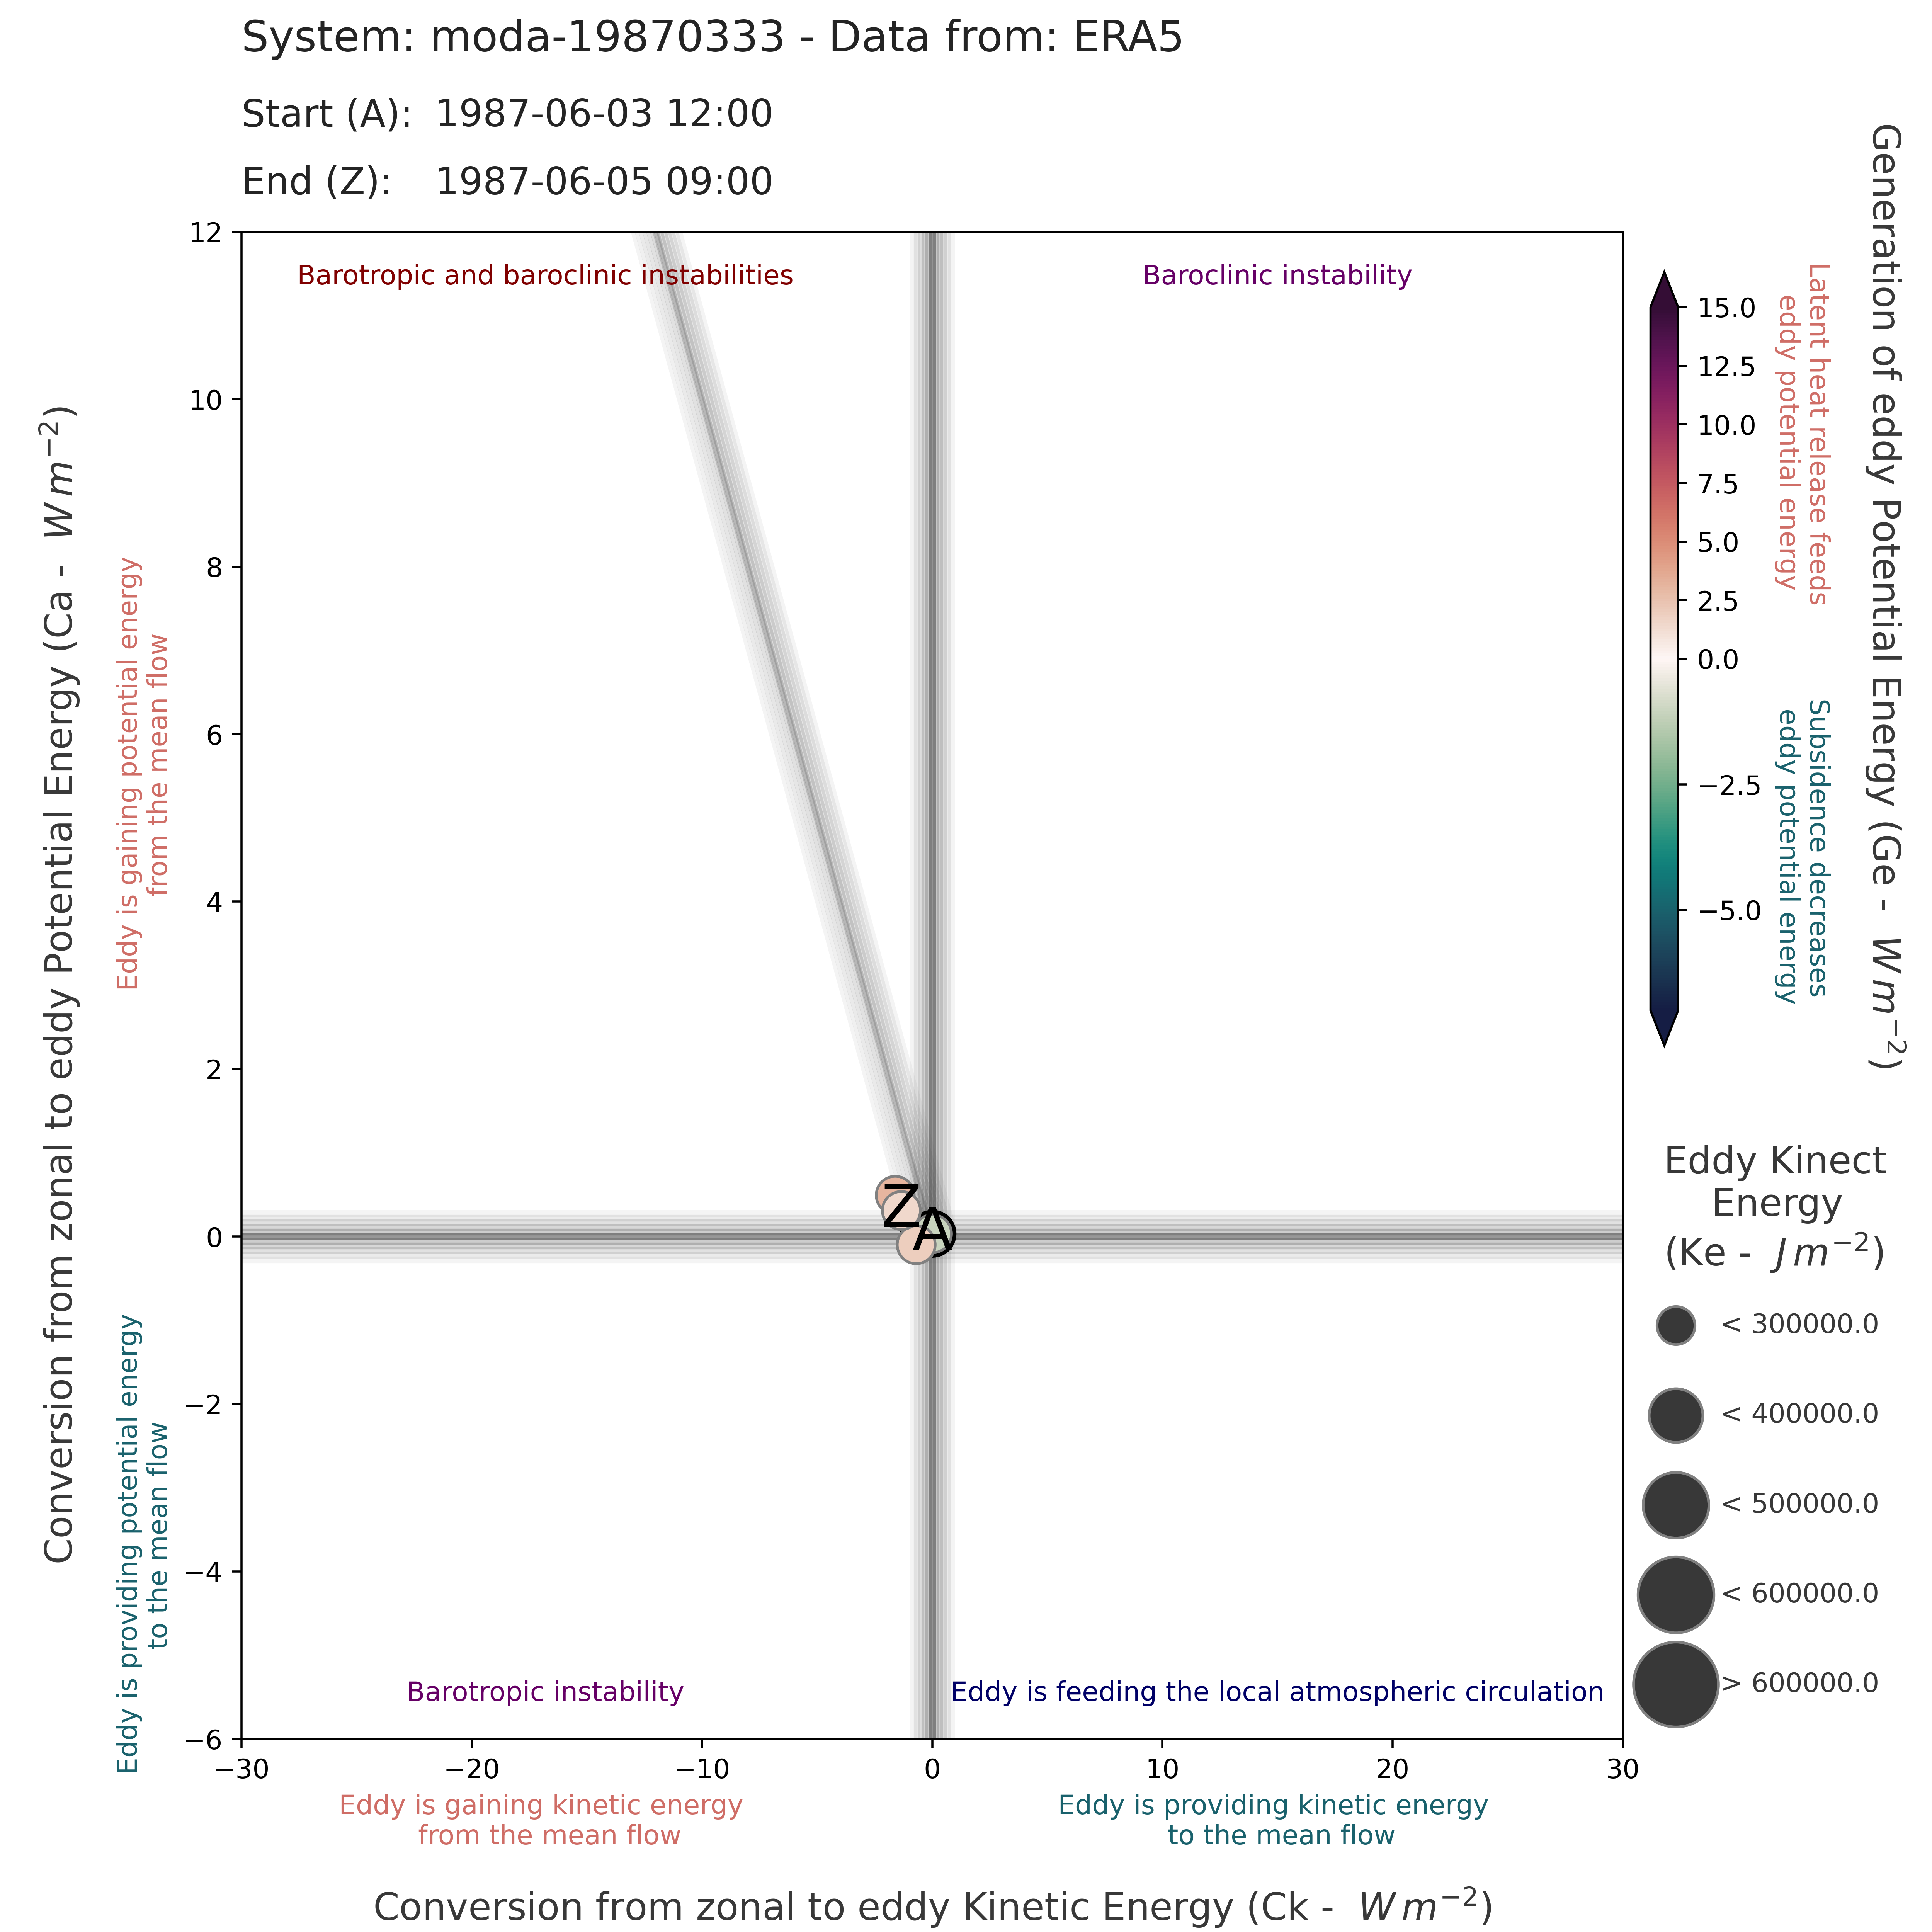 System: moda-19870333 - Data from: ERA5
Start (A): 1987-06-03 12:00
End (Z): 1987-06-05 09:00
Conversion from zonal to eddy Potential Energy (Ca - W m⁻²)
Eddy is gaining potential energy
from the mean flow
Eddy is providing potential energy
to the mean flow
12
10
8
6
4
2
0
−2
−4
−6
Barotropic and baroclinic instabilities
Baroclinic instability
Z
A
Barotropic instability
Eddy is feeding the local atmospheric circulation
−30
−20
−10
0
10
20
30
Eddy is gaining kinetic energy
from the mean flow
Eddy is providing kinetic energy
to the mean flow
Conversion from zonal to eddy Kinetic Energy (Ck - W m⁻²)
15.0
12.5
10.0
7.5
5.0
2.5
0.0
−2.5
−5.0
Latent heat release feeds
eddy potential energy
Subsidence decreases
eddy potential energy
Generation of eddy Potential Energy (Ge - W m⁻²)
Eddy Kinect
Energy
(Ke - J m⁻²)
< 300000.0
< 400000.0
< 500000.0
< 600000.0
> 600000.0